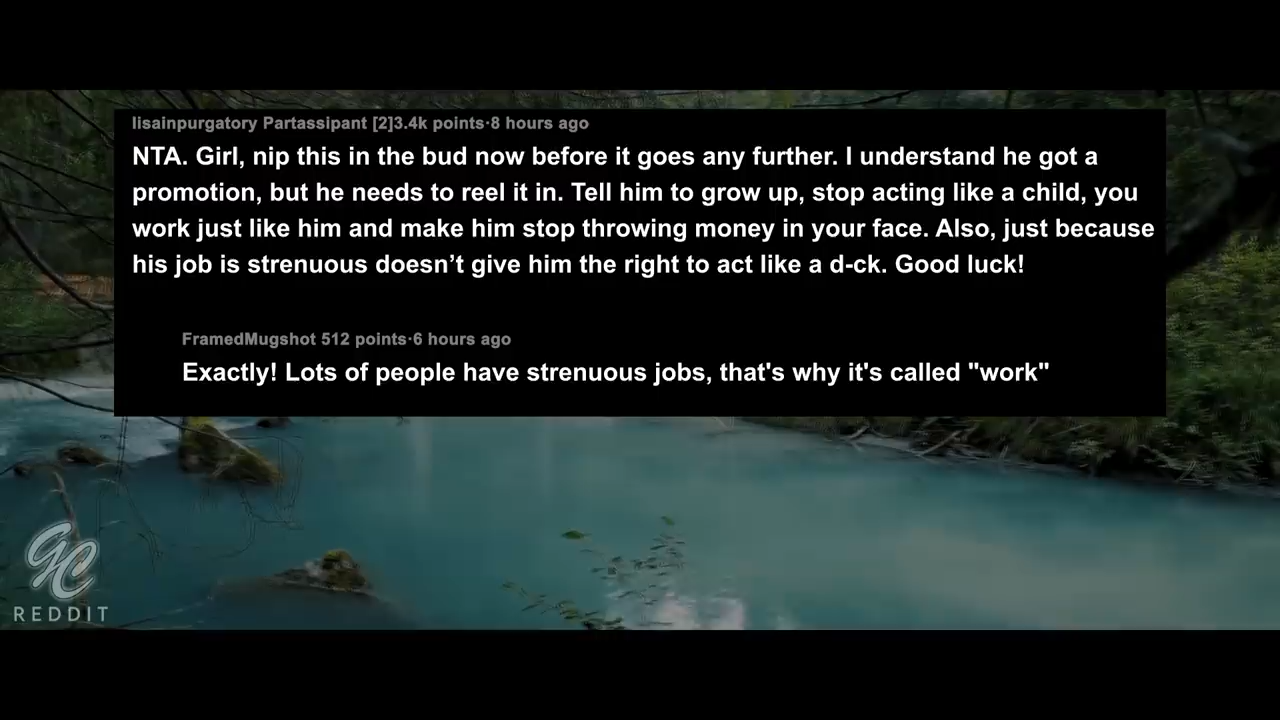 lisainpurgatory Partassipant [2]3.4k points·8 hours ago
NTA. Girl, nip this in the bud now before it goes any further. I understand he got a
promotion, but he needs to reel it in. Tell him to grow up, stop acting like a child, you
work just like him and make him stop throwing money in your face. Also, just because
his job is strenuous doesn’t give him the right to act like a d-ck. Good luck!
FramedMugshot 512 points·6 hours ago
Exactly! Lots of people have strenuous jobs, that's why it's called "work"
GC
REDDIT